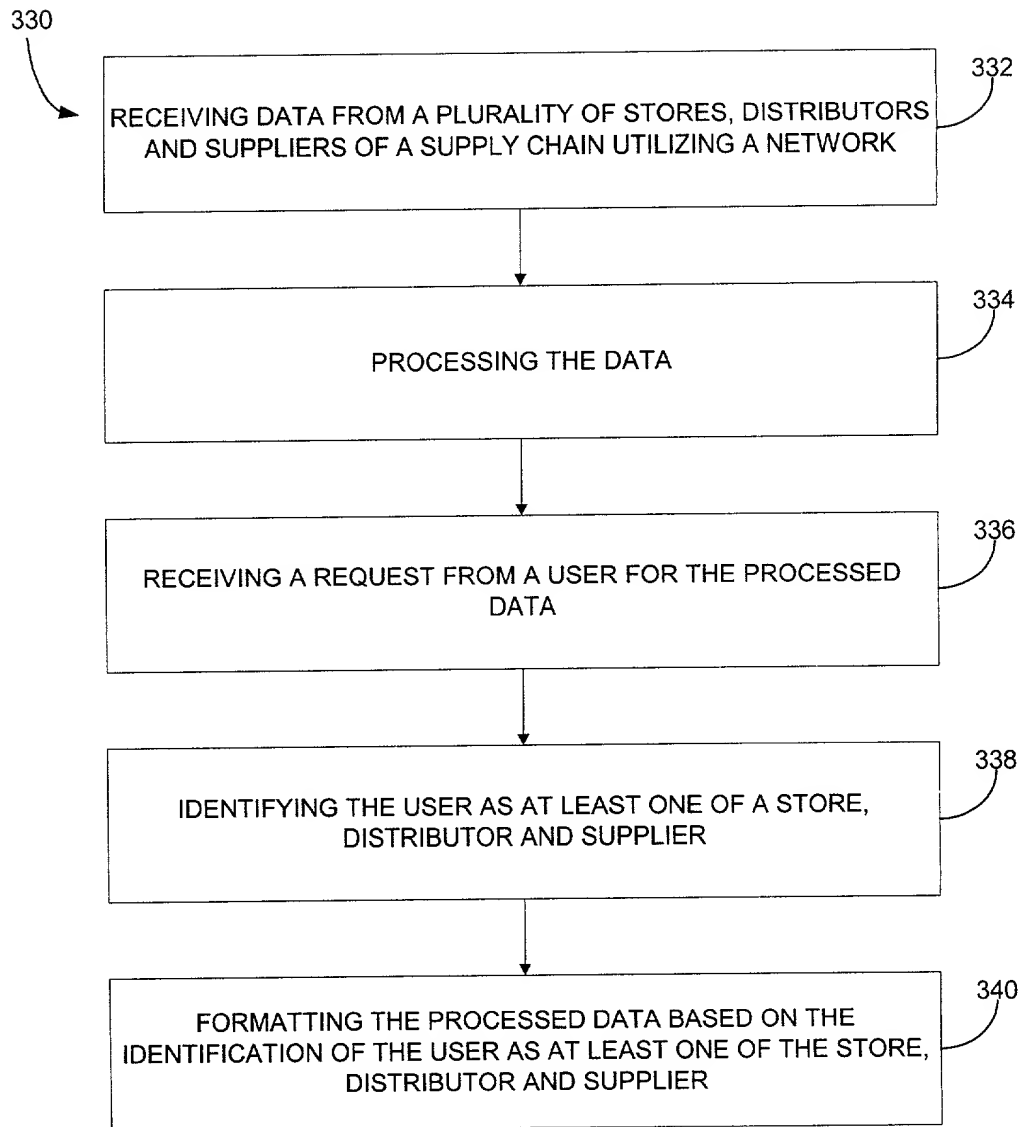 330
332
RECEIVING DATA FROM A PLURALITY OF STORES, DISTRIBUTORS
AND SUPPLIERS OF A SUPPLY CHAIN UTILIZING A NETWORK
334
PROCESSING THE DATA
336
RECEIVING A REQUEST FROM A USER FOR THE PROCESSED
DATA
338
IDENTIFYING THE USER AS AT LEAST ONE OF A STORE,
DISTRIBUTOR AND SUPPLIER
340
FORMATTING THE PROCESSED DATA BASED ON THE
IDENTIFICATION OF THE USER AS AT LEAST ONE OF THE STORE,
DISTRIBUTOR AND SUPPLIER